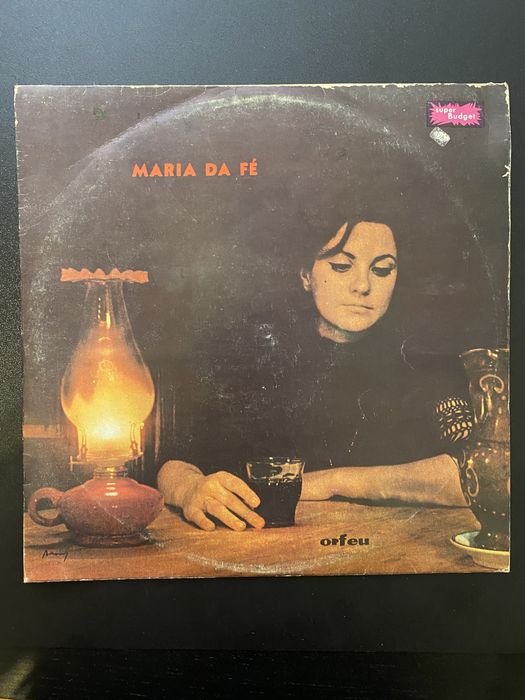 super
Budget
MARIA DA FÉ
orfeu